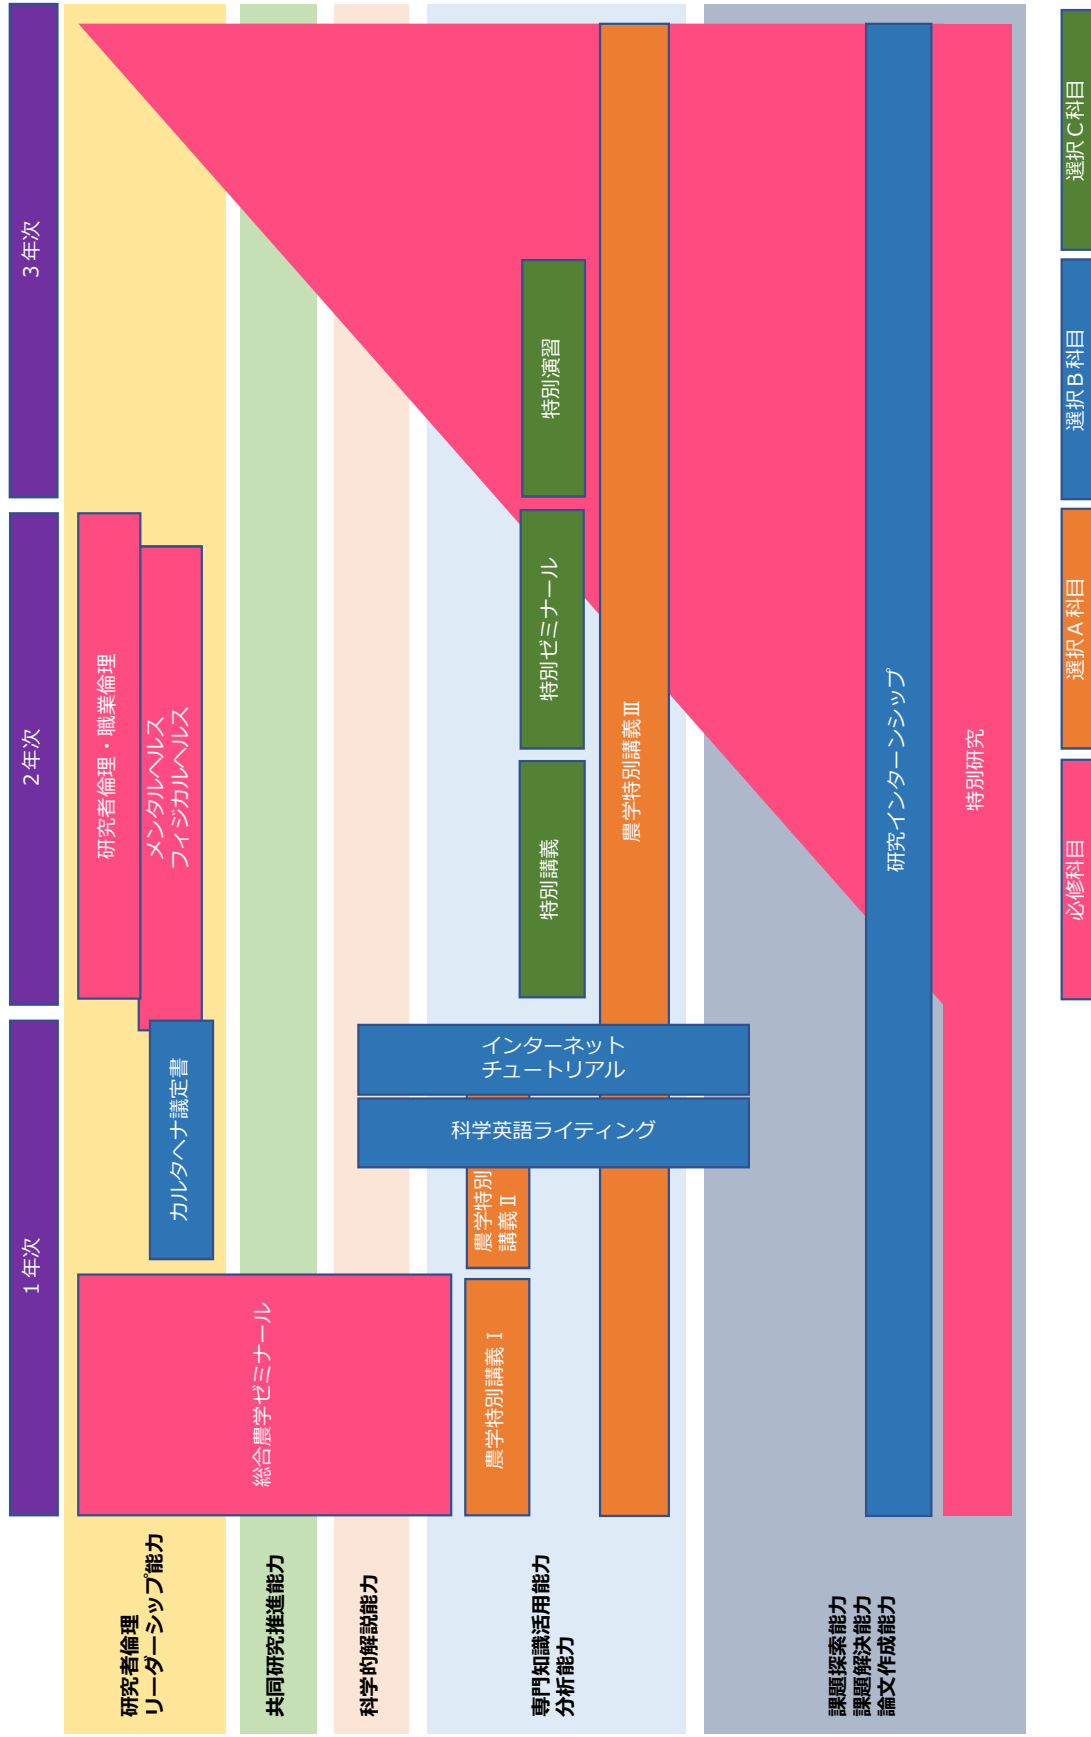 1年次
2年次
3年次
研究者倫理
リーダーシップ能力
共同研究推進能力
科学的解説能力
専門知識活用能力
分析能力
課題探索能力
課題解決能力
論文作成能力
総合農学ゼミナール
カルタヘナ議定書
研究者倫理・職業倫理
メンタルヘルス
フィジカルヘルス
農学特別講義Ⅰ
農学特別
講義Ⅱ
科学英語ライティング
インターネット
チュートリアル
特別講義
特別ゼミナール
特別演習
農学特別講義Ⅲ
研究インターンシップ
特別研究
必修科目
選択A科目
選択B科目
選択C科目